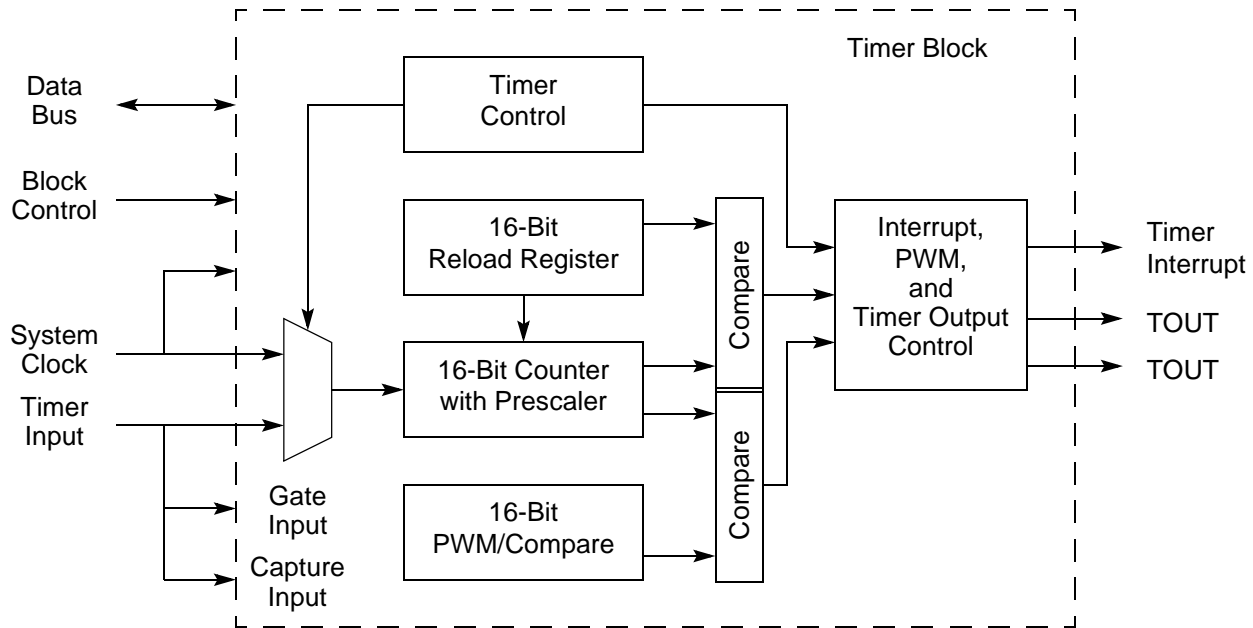 Timer Block
Data
Bus
Timer
Control
Block
Control
16-Bit
Reload Register
Compare
Interrupt,
PWM,
and
Timer Output
Control
Timer
Interrupt
System
Clock
TOUT
16-Bit Counter
with Prescaler
TOUT
Timer
Input
Compare
Gate
Input
16-Bit
PWM/Compare
Capture
Input